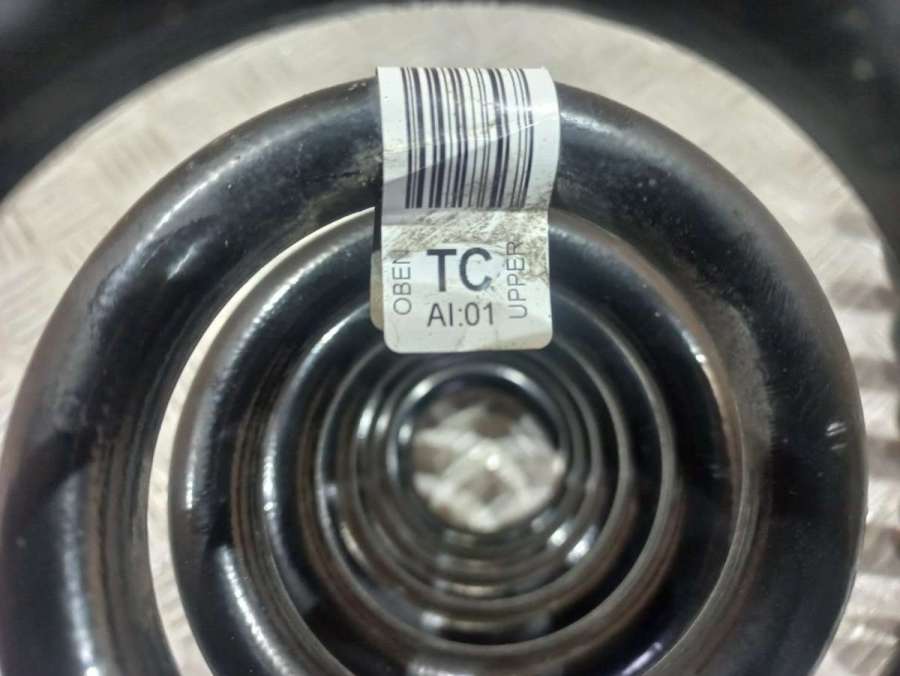 OBEN
TC
UPPER
AI:01